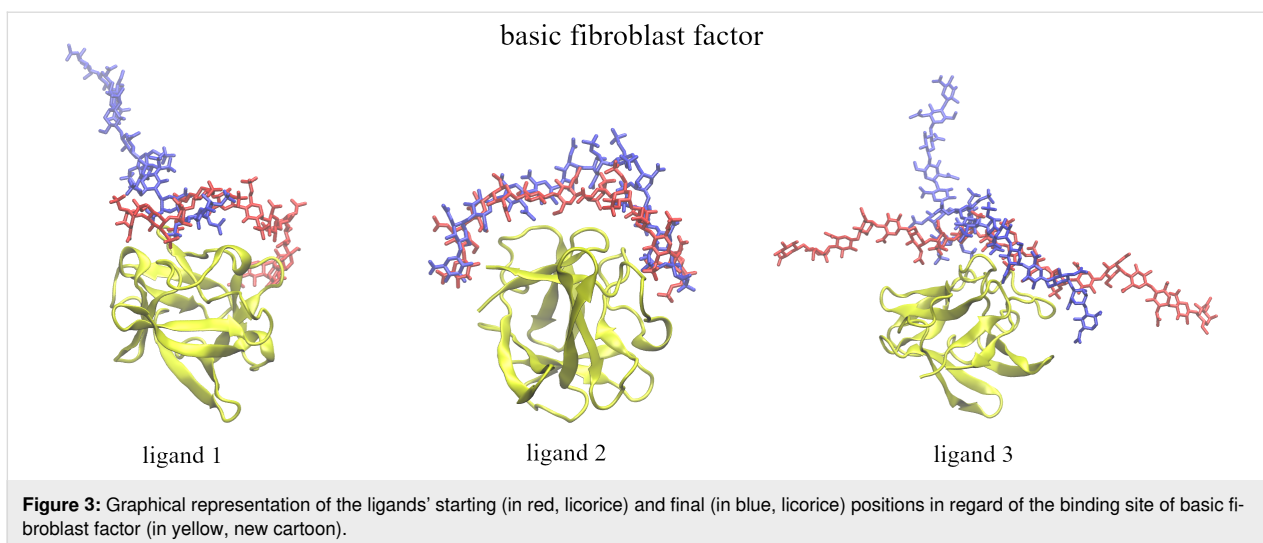 basic fibroblast factor
ligand 1
ligand 2
ligand 3
Figure 3: Graphical representation of the ligands’ starting (in red, licorice) and final (in blue, licorice) positions in regard of the binding site of basic fi-
broblast factor (in yellow, new cartoon).